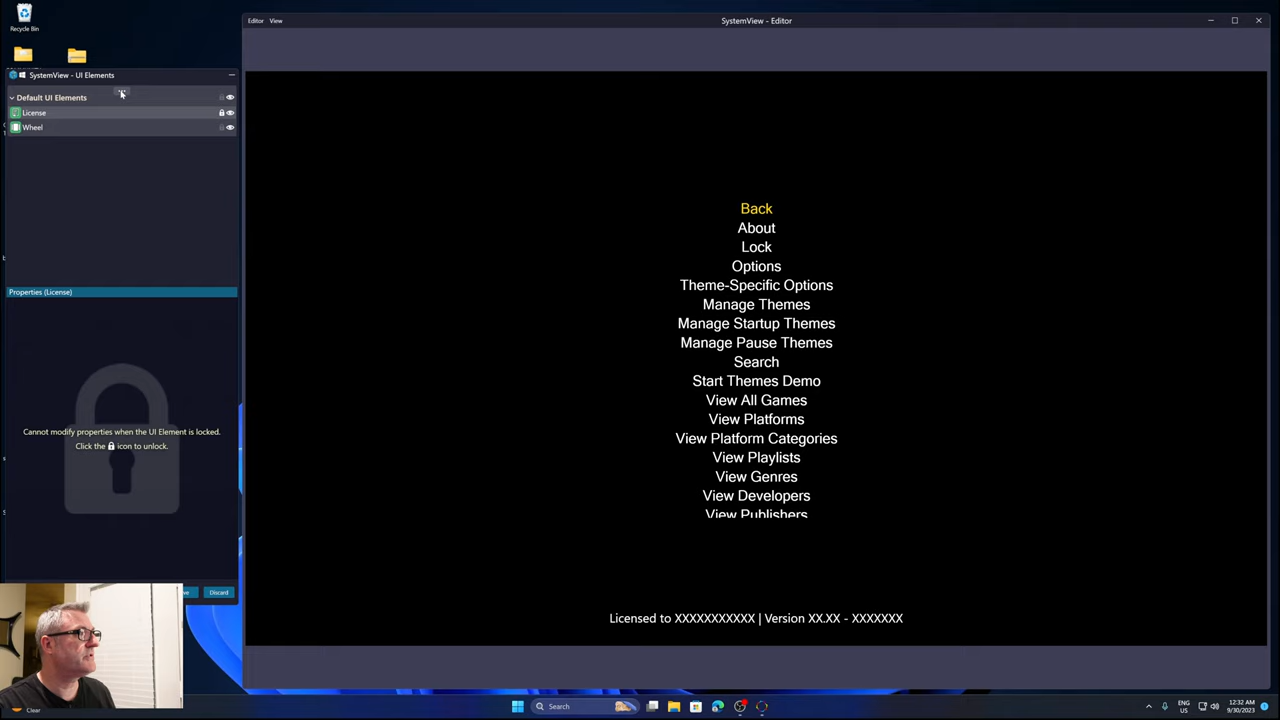 Recycle Bin
Editor View
SystemView - Editor
SystemView - UI Elements
Default UI Elements
License
Wheel
Properties (License)
Cannot modify properties when the UI Element is locked.
Click the icon to unlock.
Discard
Back
About
Lock
Options
Theme-Specific Options
Manage Themes
Manage Startup Themes
Manage Pause Themes
Search
Start Themes Demo
View All Games
View Platforms
View Platform Categories
View Playlists
View Genres
View Developers
View Publishers
Licensed to XXXXXXXXXXX | Version XX.XX - XXXXXXX
Clear
Search
ENG
US
12:32 AM
9/30/2023